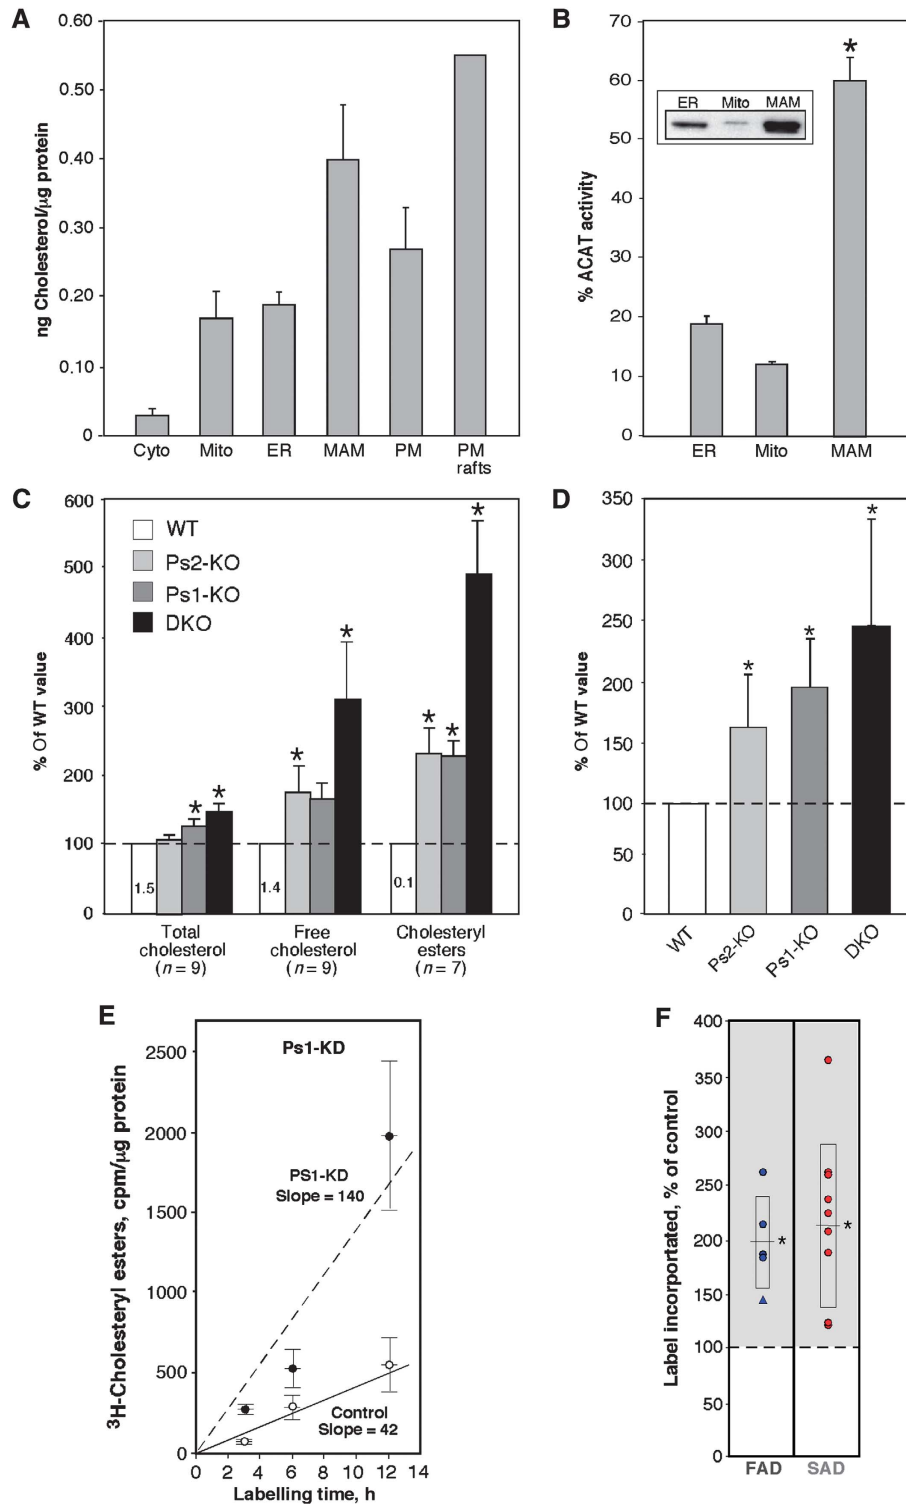 A
0.60
0.50
0.40
0.30
0.20
0.10
0
ng Cholesterol/μg protein
Cyto
Mito
ER
MAM
PM
PM
rafts
B
70
60
50
40
30
20
10
0
% ACAT activity
*
ER Mito MAM
ER
Mito
MAM
C
600
500
400
300
200
100
0
% Of WT value
WT
Ps2-KO
Ps1-KO
DKO
* *
* *
* * *
1.5
1.4
0.1
Total
cholesterol
(n = 9)
Free
cholesterol
(n = 9)
Cholesteryl
esters
(n = 7)
D
350
300
250
200
150
100
50
0
% Of WT value
* * *
WT
Ps2-KO
Ps1-KO
DKO
E
2500
2000
1500
1000
500
0
³H-Cholesteryl esters, cpm/μg protein
Ps1-KD
PS1-KD
Slope = 140
Control
Slope = 42
0 2 4 6 8 10 12 14
Labelling time, h
F
400
350
300
250
200
150
100
50
0
Label incorportated, % of control
* *
FAD
SAD